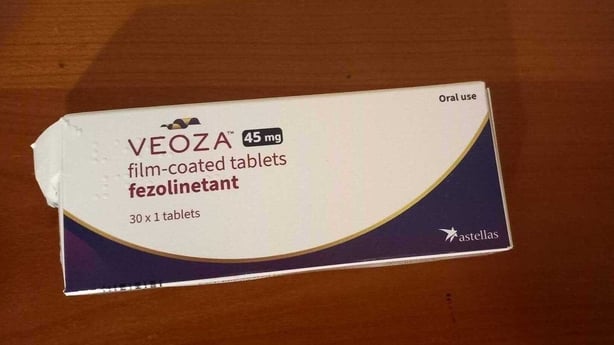 Oral use
VEOZA™ 45 mg
film-coated tablets
fezolinetant
30 x 1 tablets
astellas